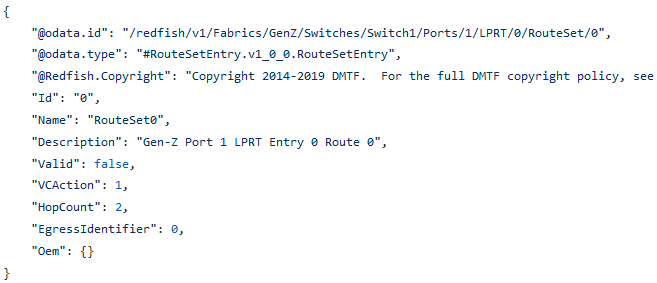 {
"@odata.id": "/redfish/v1/Fabrics/GenZ/Switches/Switch1/Ports/1/LPRT/0/RouteSet/0",
"@odata.type": "#RouteSetEntry.v1_0_0.RouteSetEntry",
"@Redfish.Copyright": "Copyright 2014-2019 DMTF.  For the full DMTF copyright policy, see
"Id": "0",
"Name": "RouteSet0",
"Description": "Gen-Z Port 1 LPRT Entry 0 Route 0",
"Valid": false,
"VCAction": 1,
"HopCount": 2,
"EgressIdentifier": 0,
"Oem": {}
}